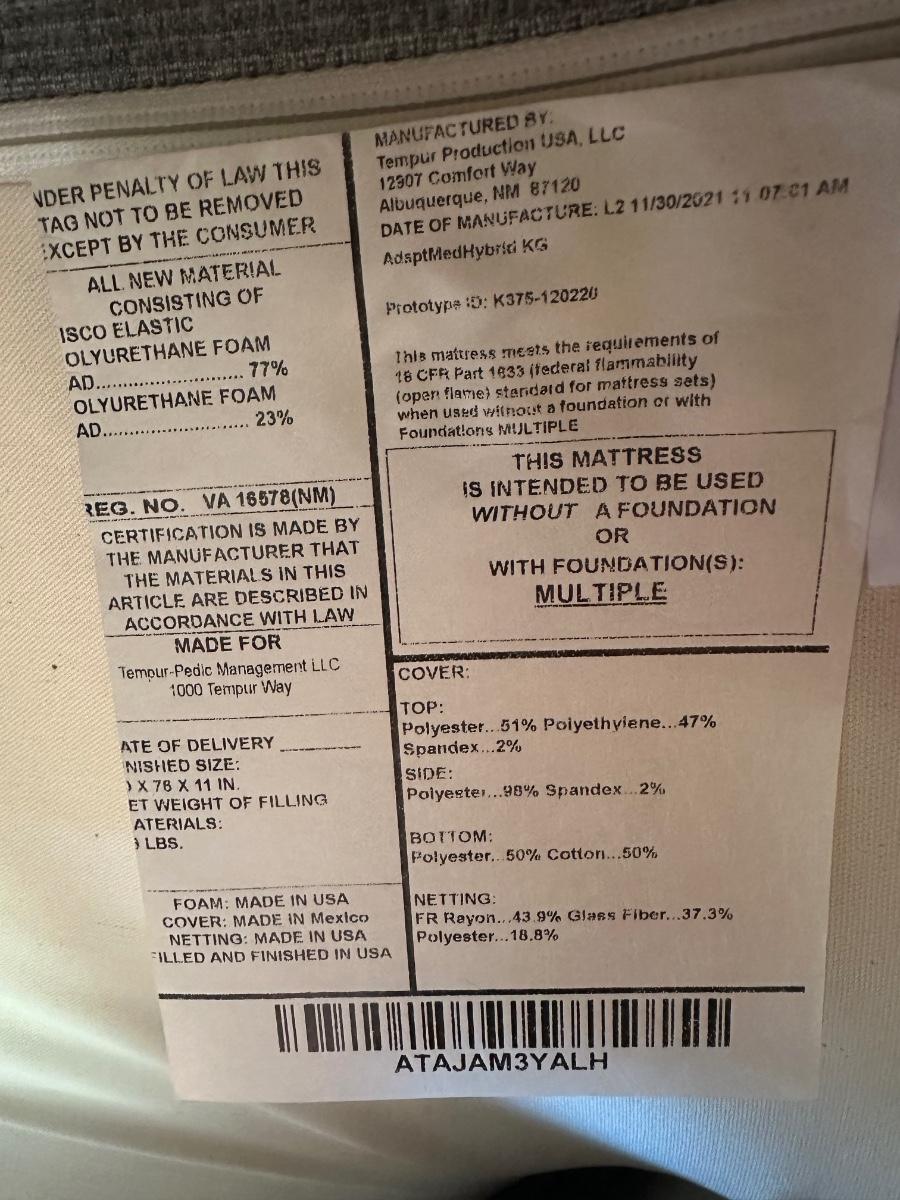 NDER PENALTY OF LAW THIS
TAG NOT TO BE REMOVED
EXCEPT BY THE CONSUMER
ALL NEW MATERIAL
CONSISTING OF
ISCO ELASTIC
OLYURETHANE FOAM
AD........................... 77%
OLYURETHANE FOAM
AD........................... 23%
REG. NO. VA 16578(NM)
CERTIFICATION IS MADE BY
THE MANUFACTURER THAT
THE MATERIALS IN THIS
ARTICLE ARE DESCRIBED IN
ACCORDANCE WITH LAW
MADE FOR
Tempur-Pedic Management LLC
1000 Tempur Way
ATE OF DELIVERY
NISHED SIZE:
X 76 X 11 IN.
ET WEIGHT OF FILLING
ATERIALS:
LBS.
FOAM: MADE IN USA
COVER: MADE IN Mexico
NETTING: MADE IN USA
FILLED AND FINISHED IN USA
MANUFACTURED BY:
Tempur Production USA, LLC
12907 Comfort Way
Albuquerque, NM 87120
DATE OF MANUFACTURE: L2 11/30/2021 11:07:01 AM
AdaptMedHybrid KG
Prototype ID: K375-120220
This mattress meets the requirements of
16 CFR Part 1633 (federal flammability
(open flame) standard for mattress sets)
when used without a foundation or with
Foundations MULTIPLE
THIS MATTRESS
IS INTENDED TO BE USED
WITHOUT A FOUNDATION
OR
WITH FOUNDATION(S):
MULTIPLE
COVER:
TOP:
Polyester...51% Polyethylene...47%
Spandex...2%
SIDE:
Polyester...98% Spandex...2%
BOTTOM:
Polyester...50% Cotton...50%
NETTING:
FR Rayon...43.9% Glass Fiber...37.3%
Polyester...18.8%
ATAJAM3YALH